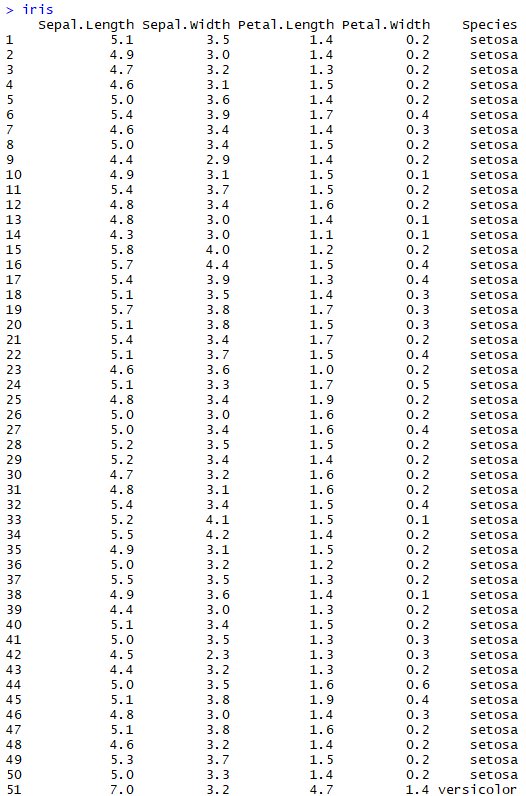 > iris
Sepal.Length Sepal.Width Petal.Length Petal.Width Species
1 5.1 3.5 1.4 0.2 setosa
2 4.9 3.0 1.4 0.2 setosa
3 4.7 3.2 1.3 0.2 setosa
4 4.6 3.1 1.5 0.2 setosa
5 5.0 3.6 1.4 0.2 setosa
6 5.4 3.9 1.7 0.4 setosa
7 4.6 3.4 1.4 0.3 setosa
8 5.0 3.4 1.5 0.2 setosa
9 4.4 2.9 1.4 0.2 setosa
10 4.9 3.1 1.5 0.1 setosa
11 5.4 3.7 1.5 0.2 setosa
12 4.8 3.4 1.6 0.2 setosa
13 4.8 3.0 1.4 0.1 setosa
14 4.3 3.0 1.1 0.1 setosa
15 5.8 4.0 1.2 0.2 setosa
16 5.7 4.4 1.5 0.4 setosa
17 5.4 3.9 1.3 0.4 setosa
18 5.1 3.5 1.4 0.3 setosa
19 5.7 3.8 1.7 0.3 setosa
20 5.1 3.8 1.5 0.3 setosa
21 5.4 3.4 1.7 0.2 setosa
22 5.1 3.7 1.5 0.4 setosa
23 4.6 3.6 1.0 0.2 setosa
24 5.1 3.3 1.7 0.5 setosa
25 4.8 3.4 1.9 0.2 setosa
26 5.0 3.0 1.6 0.2 setosa
27 5.0 3.4 1.6 0.4 setosa
28 5.2 3.5 1.5 0.2 setosa
29 5.2 3.4 1.4 0.2 setosa
30 4.7 3.2 1.6 0.2 setosa
31 4.8 3.1 1.6 0.2 setosa
32 5.4 3.4 1.5 0.4 setosa
33 5.2 4.1 1.5 0.1 setosa
34 5.5 4.2 1.4 0.2 setosa
35 4.9 3.1 1.5 0.2 setosa
36 5.0 3.2 1.2 0.2 setosa
37 5.5 3.5 1.3 0.2 setosa
38 4.9 3.6 1.4 0.1 setosa
39 4.4 3.0 1.3 0.2 setosa
40 5.1 3.4 1.5 0.2 setosa
41 5.0 3.5 1.3 0.3 setosa
42 4.5 2.3 1.3 0.3 setosa
43 4.4 3.2 1.3 0.2 setosa
44 5.0 3.5 1.6 0.6 setosa
45 5.1 3.8 1.9 0.4 setosa
46 4.8 3.0 1.4 0.3 setosa
47 5.1 3.8 1.6 0.2 setosa
48 4.6 3.2 1.4 0.2 setosa
49 5.3 3.7 1.5 0.2 setosa
50 5.0 3.3 1.4 0.2 setosa
51 7.0 3.2 4.7 1.4 versicolor